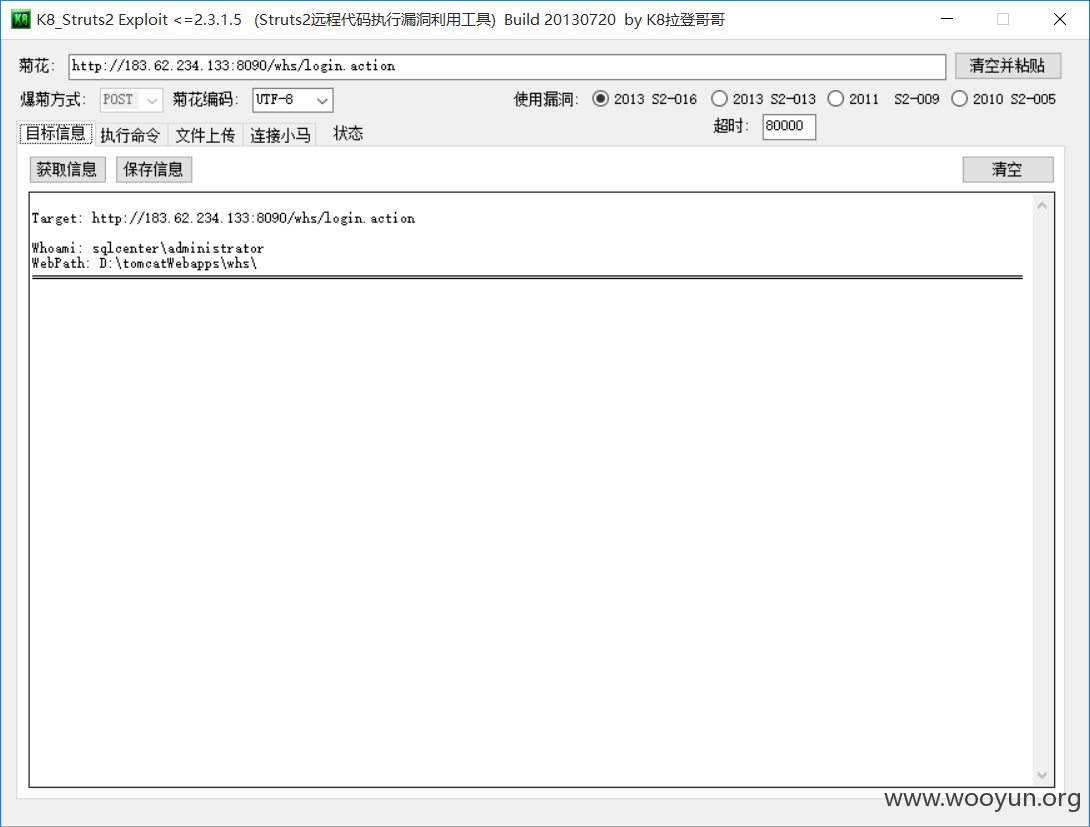 K8 K8_Struts2 Exploit <=2.3.1.5 (Struts2远程代码执行漏洞利用工具) Build 20130720 by K8拉登哥哥
菊花: http://183.62.234.133:8090/whs/login.action 清空并粘贴
爆菊方式: POST 菊花编码: UTF-8 使用漏洞: 2013 S2-016 2013 S2-013 2011 S2-009 2010 S2-005
超时: 80000
目标信息 执行命令 文件上传 连接小马 状态
获取信息 保存信息 清空
Target: http://183.62.234.133:8090/whs/login.action
Whoami: sqlcenter\administrator
WebPath: D:\tomcatWebapps\whs\
www.wooyun.org